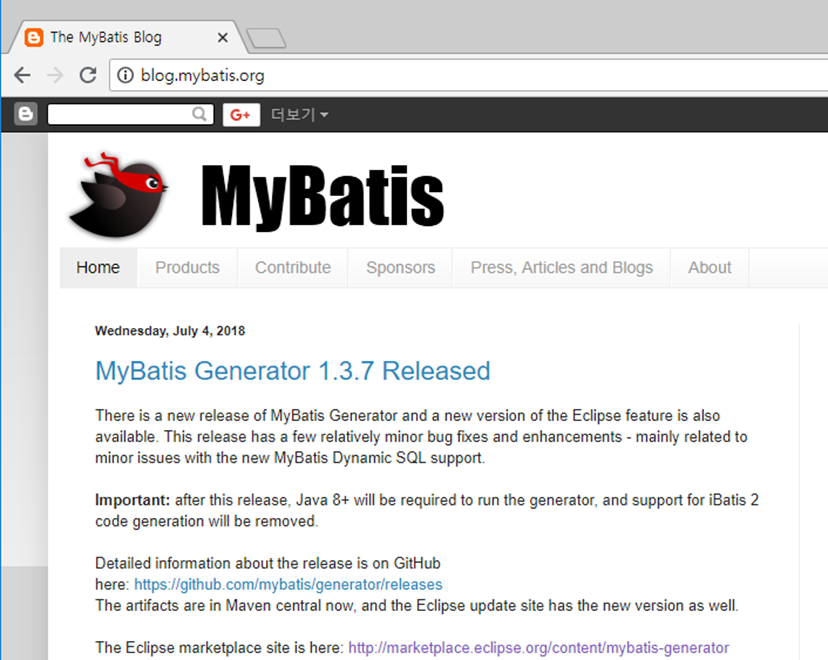 The MyBatis Blog
blog.mybatis.org
G+ 더보기
MyBatis
Home Products Contribute Sponsors Press, Articles and Blogs About
Wednesday, July 4, 2018
MyBatis Generator 1.3.7 Released
There is a new release of MyBatis Generator and a new version of the Eclipse feature is also
available. This release has a few relatively minor bug fixes and enhancements - mainly related to
minor issues with the new MyBatis Dynamic SQL support.
Important: after this release, Java 8+ will be required to run the generator, and support for iBatis 2
code generation will be removed.
Detailed information about the release is on GitHub
here: https://github.com/mybatis/generator/releases
The artifacts are in Maven central now, and the Eclipse update site has the new version as well.
The Eclipse marketplace site is here: http://marketplace.eclipse.org/content/mybatis-generator